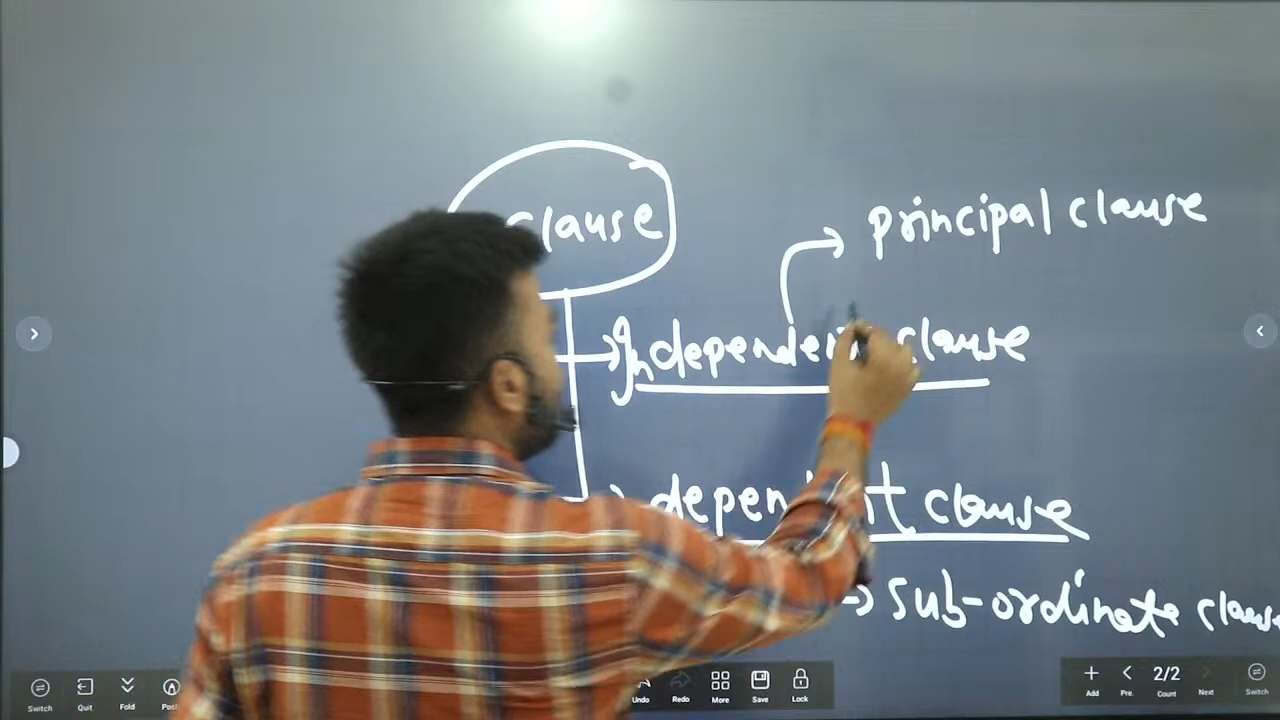 clause
→ principal clause
→ Independent clause
dependent clause
→ Sub-ordinate clause
Switch
Quit
Fold
Undo
Redo
More
Save
Lock
Add
Pre.
2/2
Count
Next
Switch